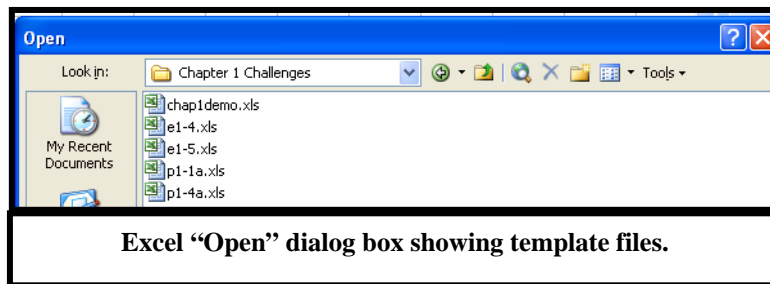 Open
Look in: Chapter 1 Challenges Tools
chap1demo.xls
e1-4.xls
e1-5.xls
p1-1a.xls
p1-4a.xls
My Recent
Documents
Excel “Open” dialog box showing template files.